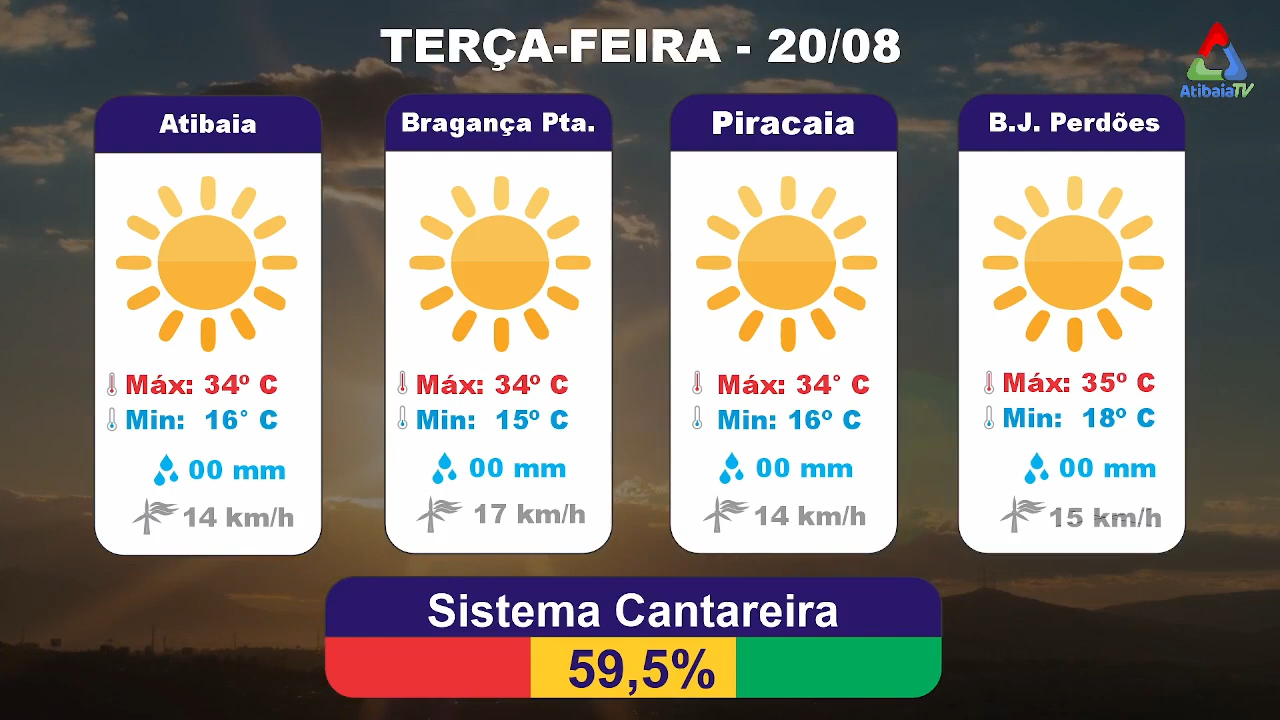 TERÇA-FEIRA - 20/08
AtibaiaTV
Atibaia
Máx: 34º C
Min: 16° C
00 mm
14 km/h
Bragança Pta.
Máx: 34º C
Min: 15º C
00 mm
17 km/h
Piracaia
Máx: 34° C
Min: 16º C
00 mm
14 km/h
B.J. Perdões
Máx: 35º C
Min: 18º C
00 mm
15 km/h
Sistema Cantareira
59,5%